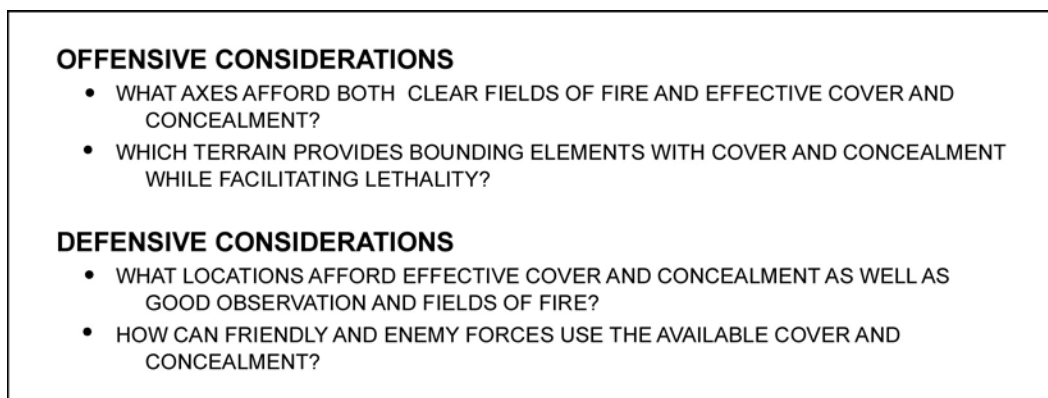 OFFENSIVE CONSIDERATIONS
• WHAT AXES AFFORD BOTH CLEAR FIELDS OF FIRE AND EFFECTIVE COVER AND
CONCEALMENT?
• WHICH TERRAIN PROVIDES BOUNDING ELEMENTS WITH COVER AND CONCEALMENT
WHILE FACILITATING LETHALITY?
DEFENSIVE CONSIDERATIONS
• WHAT LOCATIONS AFFORD EFFECTIVE COVER AND CONCEALMENT AS WELL AS
GOOD OBSERVATION AND FIELDS OF FIRE?
• HOW CAN FRIENDLY AND ENEMY FORCES USE THE AVAILABLE COVER AND
CONCEALMENT?